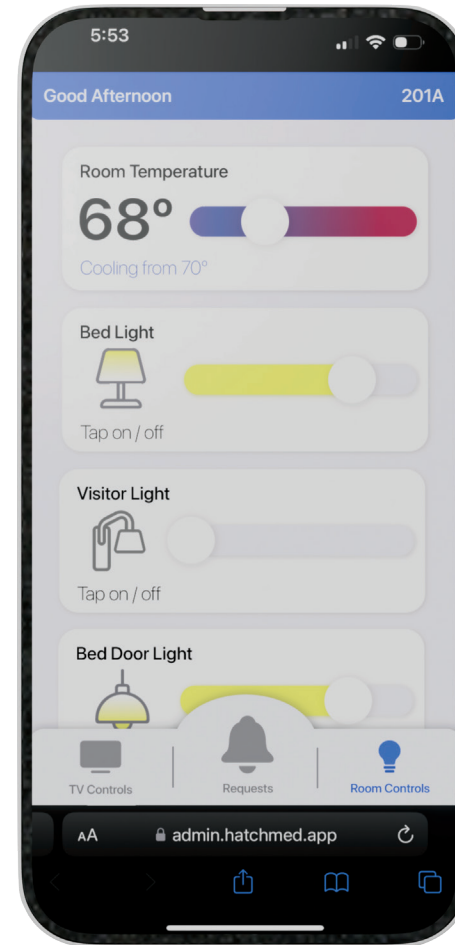 5:53
Good Afternoon 201A
Room Temperature
68°
Cooling from 70°
Bed Light
Tap on / off
Visitor Light
Tap on / off
Bed Door Light
TV Controls Requests Room Controls
AA admin.hatchmed.app